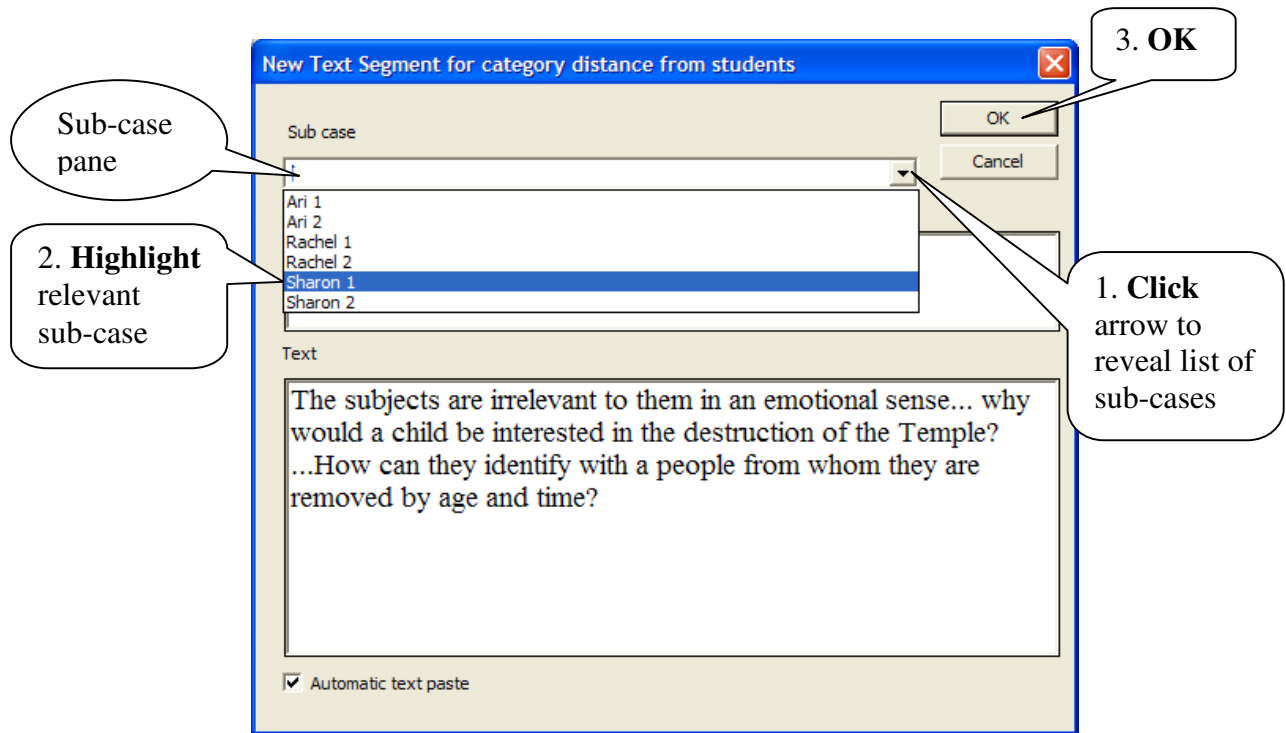 3. OK
New Text Segment for category distance from students
Sub-case
pane
Sub case
OK
Cancel
Ari 1
Ari 2
Rachel 1
Rachel 2
Sharon 1
Sharon 2
2. Highlight
relevant
sub-case
1. Click
arrow to
reveal list of
sub-cases
Text
The subjects are irrelevant to them in an emotional sense... why
would a child be interested in the destruction of the Temple?
...How can they identify with a people from whom they are
removed by age and time?
Automatic text paste